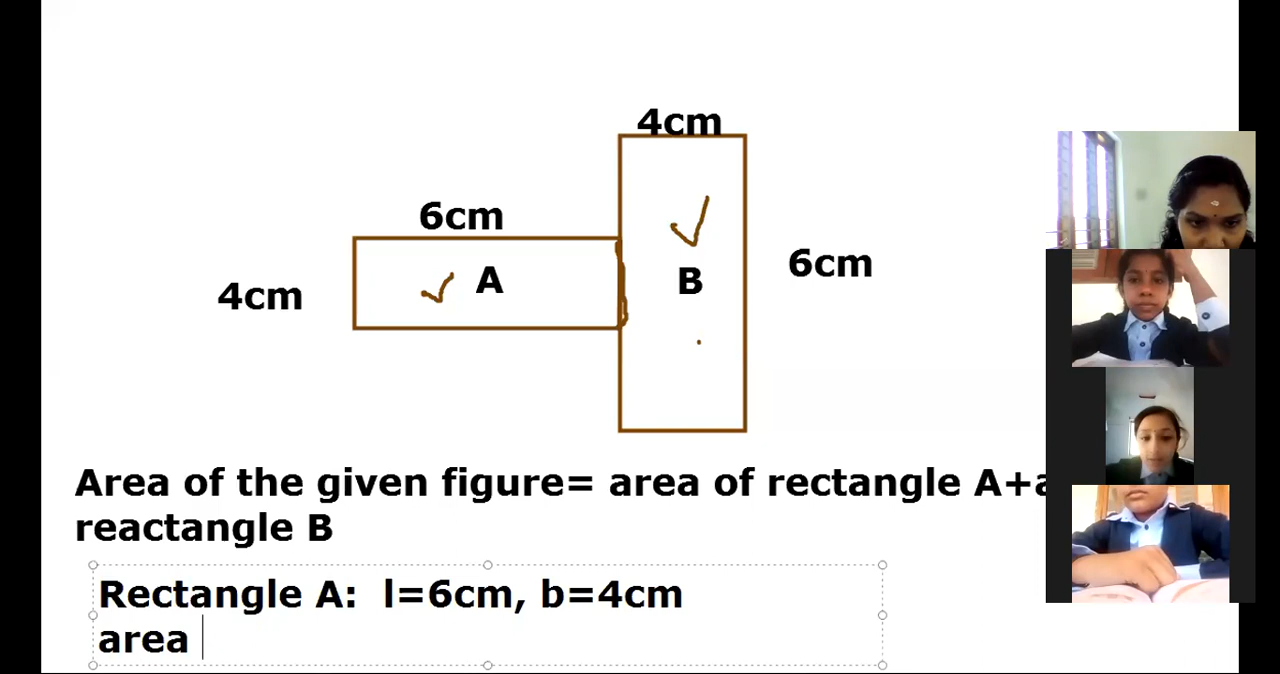 4cm
6cm
A
B
4cm
6cm
Area of the given figure= area of rectangle A+a
reactangle B
Rectangle A: l=6cm, b=4cm
area